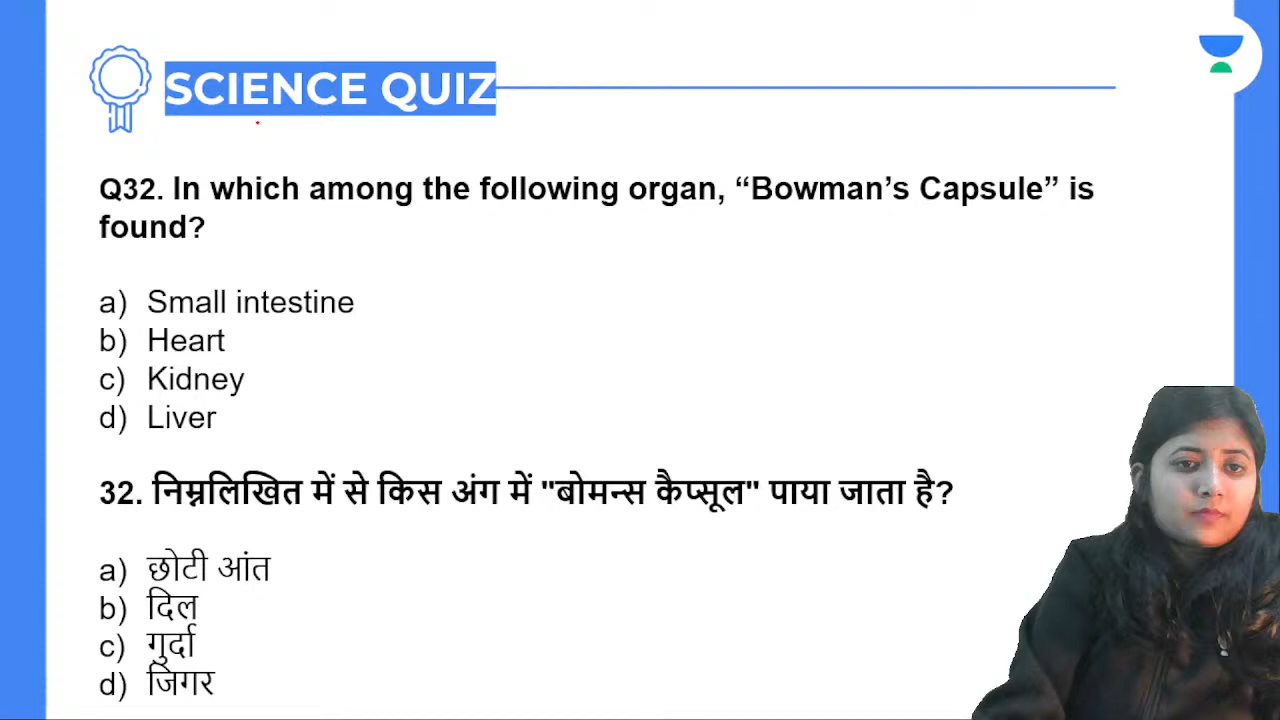 SCIENCE QUIZ
Q32. In which among the following organ, “Bowman’s Capsule” is
found?
a) Small intestine
b) Heart
c) Kidney
d) Liver
32. निम्नलिखित में से किस अंग में "बोमन्स कैप्सूल" पाया जाता है?
a) छोटी आंत
b) दिल
c) गुर्दा
d) जिगर